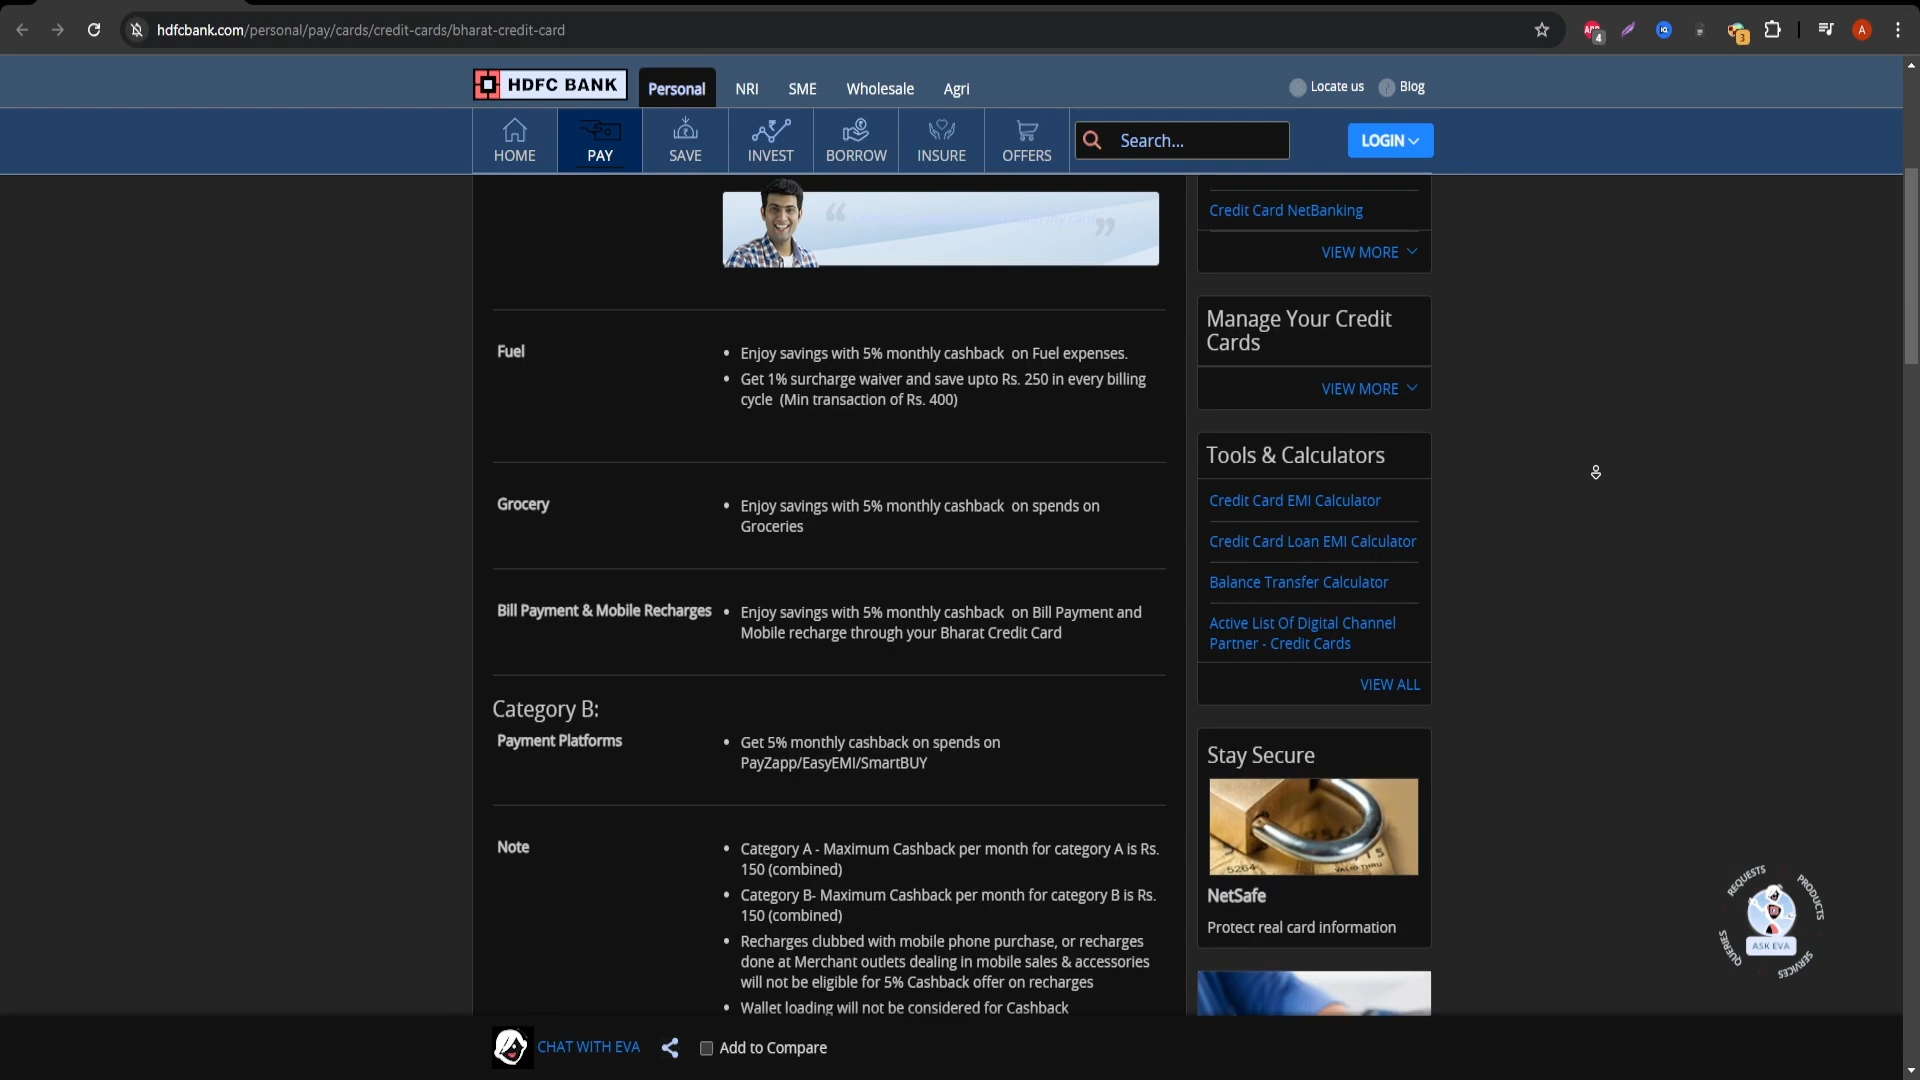 hdfcbank.com/personal/pay/cards/credit-cards/bharat-credit-card
4
3
A
HDFC BANK
Personal
NRI
SME
Wholesale
Agri
Locate us
Blog
HOME
PAY
SAVE
INVEST
BORROW
INSURE
OFFERS
Search...
LOGIN
Fuel
Enjoy savings with 5% monthly cashback on Fuel expenses.
Get 1% surcharge waiver and save upto Rs. 250 in every billing
cycle (Min transaction of Rs. 400)
Grocery
Enjoy savings with 5% monthly cashback on spends on
Groceries
Bill Payment & Mobile Recharges
Enjoy savings with 5% monthly cashback on Bill Payment and
Mobile recharge through your Bharat Credit Card
Category B:
Payment Platforms
Get 5% monthly cashback on spends on
PayZapp/EasyEMI/SmartBUY
Note
Category A - Maximum Cashback per month for category A is Rs.
150 (combined)
Category B- Maximum Cashback per month for category B is Rs.
150 (combined)
Recharges clubbed with mobile phone purchase, or recharges
done at Merchant outlets dealing in mobile sales & accessories
will not be eligible for 5% Cashback offer on recharges
Wallet loading will not be considered for Cashback
Credit Card NetBanking
VIEW MORE
Manage Your Credit
Cards
VIEW MORE
Tools & Calculators
Credit Card EMI Calculator
Credit Card Loan EMI Calculator
Balance Transfer Calculator
Active List Of Digital Channel
Partner - Credit Cards
VIEW ALL
Stay Secure
5264
VALID THRU
NetSafe
Protect real card information
REQUESTS
PRODUCTS
QUERIES
SERVICES
ASK EVA
CHAT WITH EVA
Add to Compare